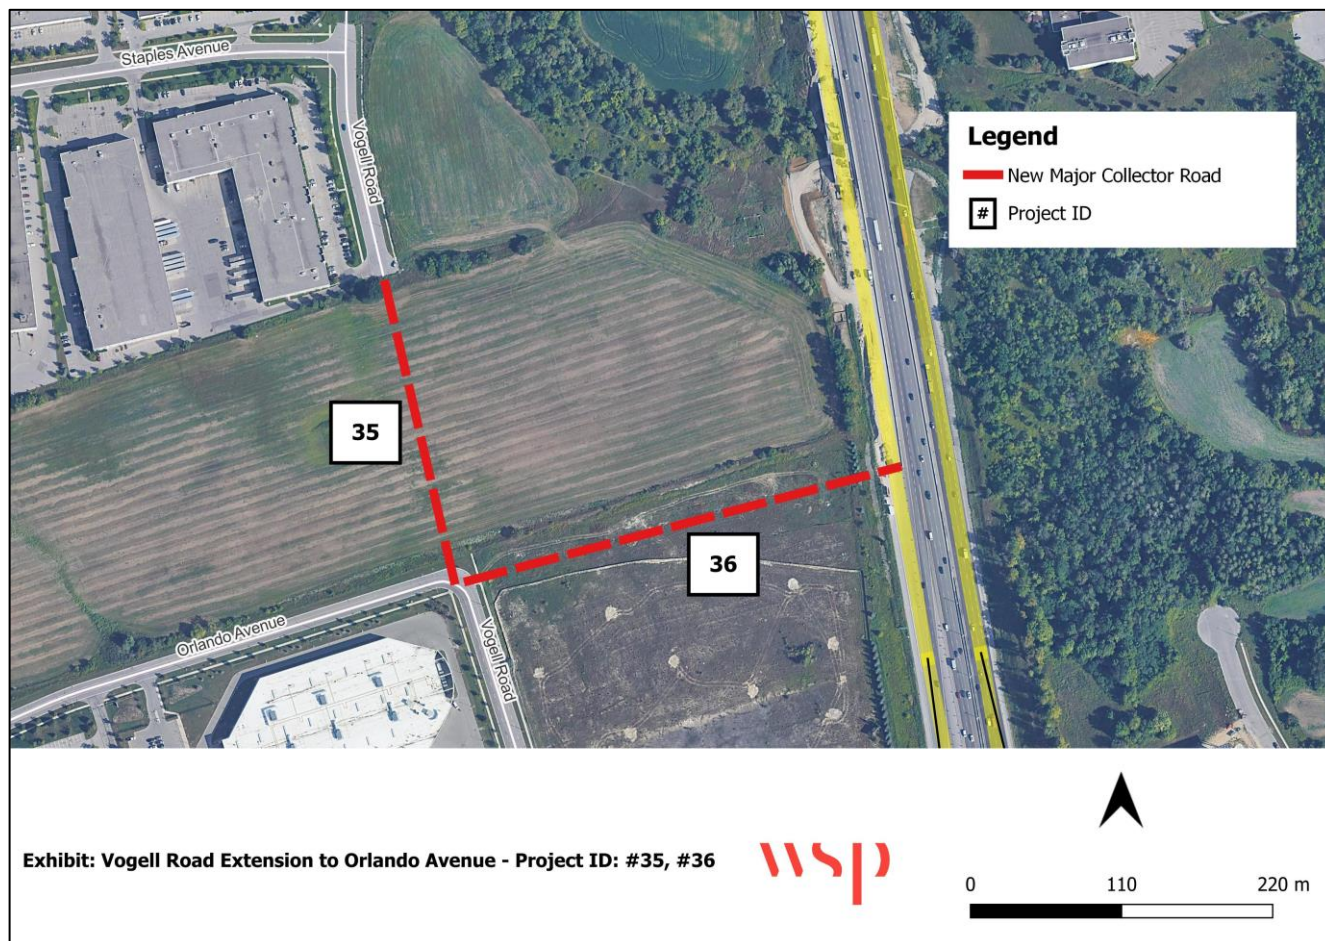 Staples Avenue
Vogell Road
Legend
New Major Collector Road
# Project ID
35
36
Orlando Avenue
Vogell Road
Exhibit: Vogell Road Extension to Orlando Avenue - Project ID: #35, #36
wsp
0 110 220 m